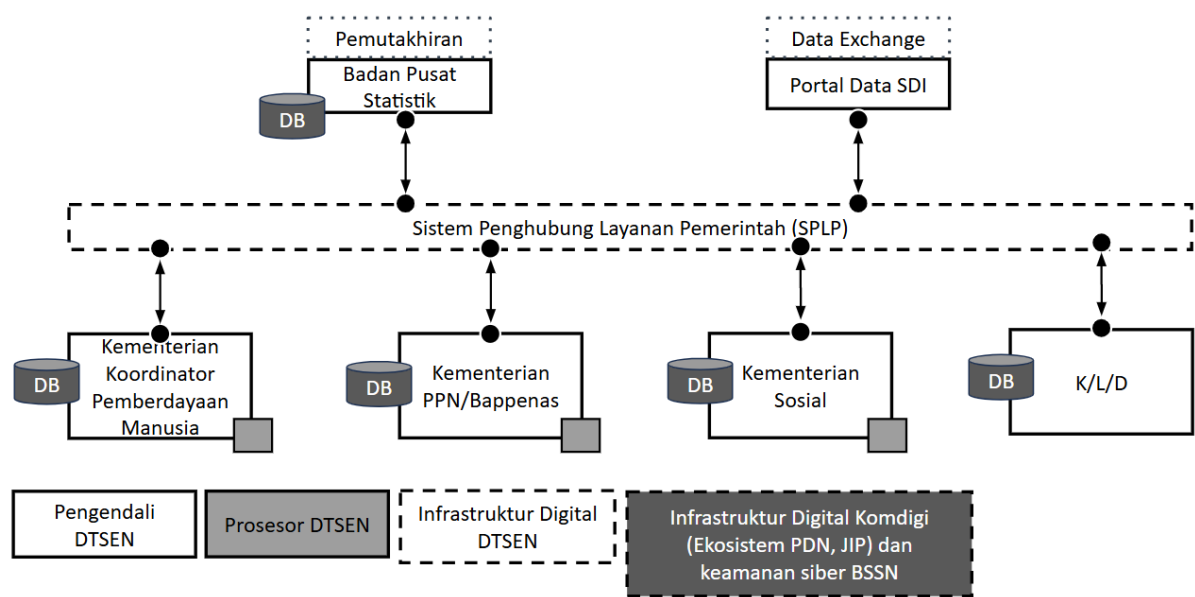 Pemutakhiran
Badan Pusat
Statistik
DB
Data Exchange
Portal Data SDI
Sistem Penghubung Layanan Pemerintah (SPLP)
Kementerian
Koordinator
Pemberdayaan
Manusia
DB
Kementerian
PPN/Bappenas
DB
Kementerian
Sosial
DB
K/L/D
DB
Pengendali
DTSEN
Prosesor DTSEN
Infrastruktur Digital
DTSEN
Infrastruktur Digital Komdigi
(Ekosistem PDN, JIP) dan
keamanan siber BSSN